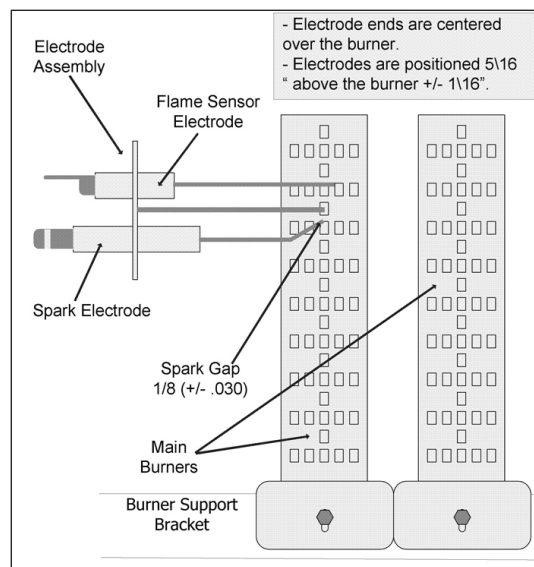 - Electrode ends are centered
over the burner.
- Electrodes are positioned 5\16
“ above the burner +/- 1\16”.
Electrode
Assembly
Flame Sensor
Electrode
Spark Electrode
Spark Gap
1/8 (+/- .030)
Main
Burners
Burner Support
Bracket